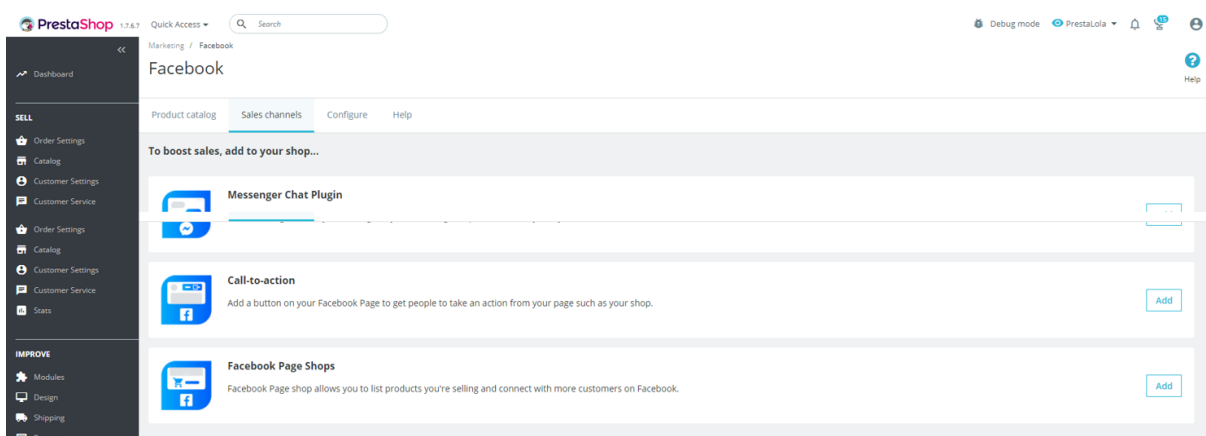 PrestaShop 1.7.6.7 Quick Access Search Debug mode PrestaLola 15
Marketing / Facebook
Facebook
Help
Dashboard
Product catalog Sales channels Configure Help
SELL
To boost sales, add to your shop...
Order Settings
Catalog
Customer Settings
Customer Service
Messenger Chat Plugin
Order Settings
Catalog
Customer Settings
Customer Service
Stats
Call-to-action
Add a button on your Facebook Page to get people to take an action from your page such as your shop.
Add
IMPROVE
Modules
Design
Shipping
Facebook Page Shops
Facebook Page shop allows you to list products you're selling and connect with more customers on Facebook.
Add